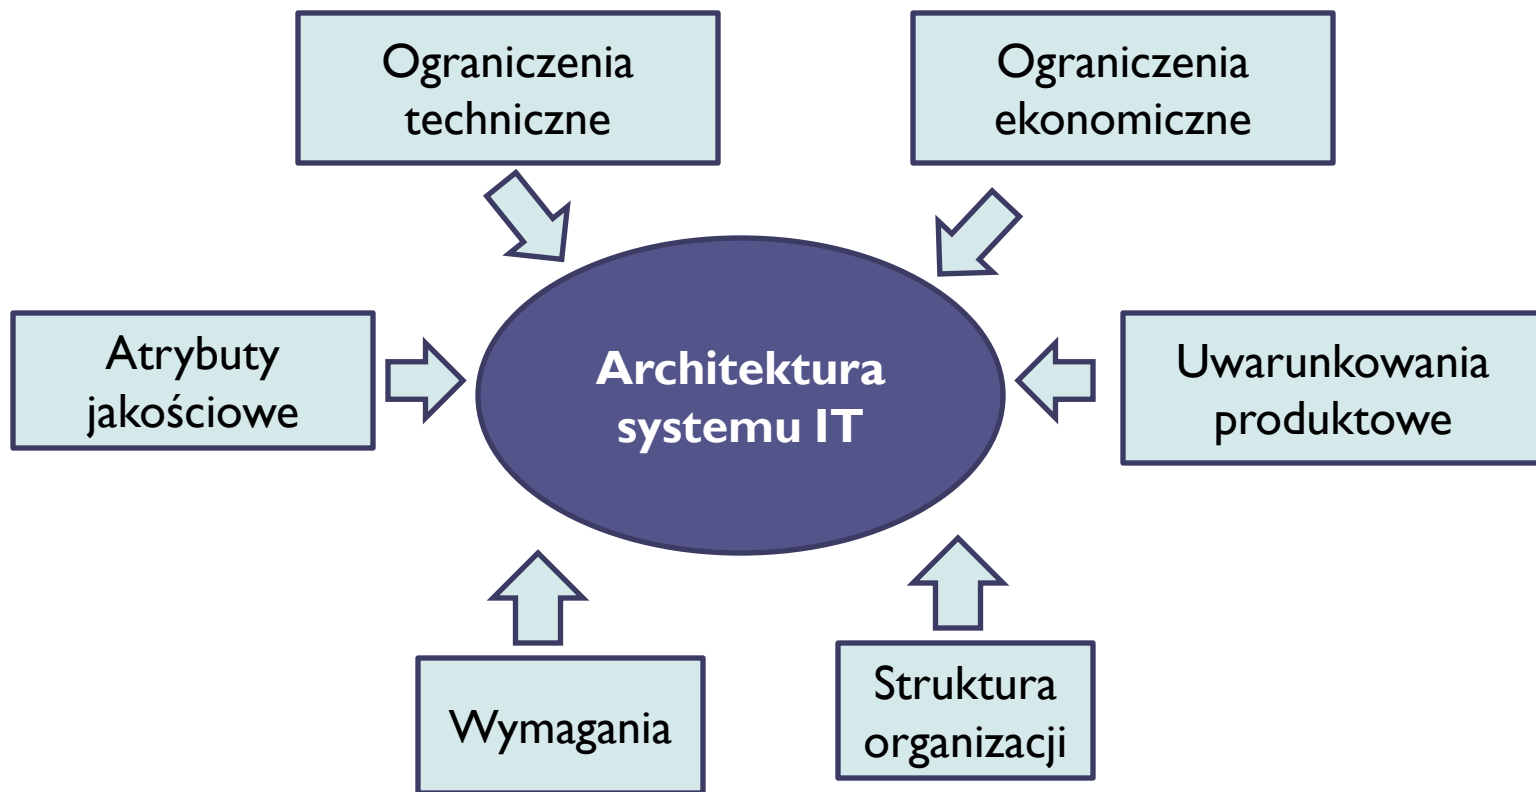 Ograniczenia
techniczne
Ograniczenia
ekonomiczne
Atrybuty
jakościowe
Architektura
systemu IT
Uwarunkowania
produktowe
Wymagania
Struktura
organizacji